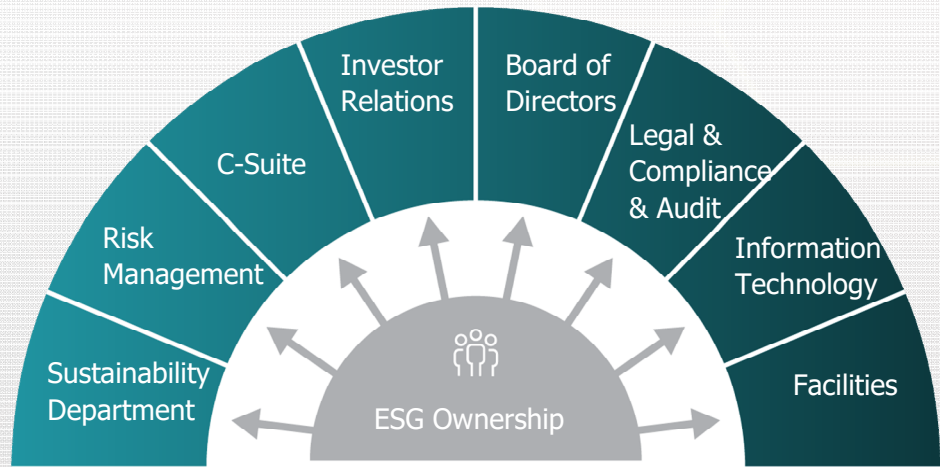 Investor
Relations
Board of
Directors
C-Suite
Legal &
Compliance
& Audit
Risk
Management
Information
Technology
Sustainability
Department
Facilities
ESG Ownership